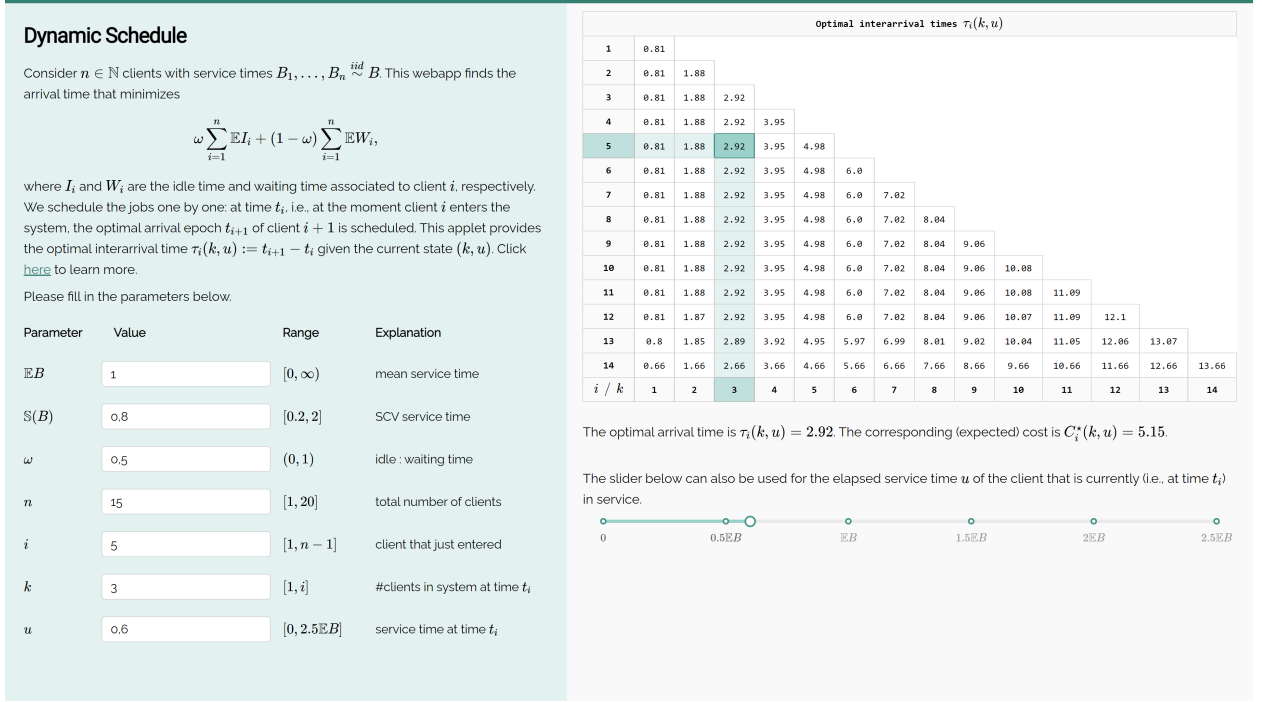 Dynamic Schedule
Consider n ∈ ℕ clients with service times B₁, . . . , Bₙ iid ~ B. This webapp finds the
arrival time that minimizes
ω ∑ᵢ₌₁ⁿ 𝔼Iᵢ + (1 − ω) ∑ᵢ₌₁ⁿ 𝔼Wᵢ,
where Iᵢ and Wᵢ are the idle time and waiting time associated to client i, respectively.
We schedule the jobs one by one: at time tᵢ, i.e., at the moment client i enters the
system, the optimal arrival epoch tᵢ₊₁ of client i + 1 is scheduled. This applet provides
the optimal interarrival time τᵢ(k, u) := tᵢ₊₁ − tᵢ given the current state (k, u). Click
here to learn more.
Please fill in the parameters below.
Parameter Value Range Explanation
𝔼B 1 [0, ∞) mean service time
𝕊(B) 0,8 [0.2, 2] SCV service time
ω 0,5 (0, 1) idle : waiting time
n 15 [1, 20] total number of clients
i 5 [1, n − 1] client that just entered
k 3 [1, i] #clients in system at time tᵢ
u 0,6 [0, 2.5𝔼B] service time at time tᵢ
Optimal interarrival times τᵢ(k, u)
1 0.81
2 0.81 1.88
3 0.81 1.88 2.92
4 0.81 1.88 2.92 3.95
5 0.81 1.88 2.92 3.95 4.98
6 0.81 1.88 2.92 3.95 4.98 6.0
7 0.81 1.88 2.92 3.95 4.98 6.0 7.02
8 0.81 1.88 2.92 3.95 4.98 6.0 7.02 8.04
9 0.81 1.88 2.92 3.95 4.98 6.0 7.02 8.04 9.06
10 0.81 1.88 2.92 3.95 4.98 6.0 7.02 8.04 9.06 10.08
11 0.81 1.88 2.92 3.95 4.98 6.0 7.02 8.04 9.06 10.08 11.09
12 0.81 1.87 2.92 3.95 4.98 6.0 7.02 8.04 9.06 10.07 11.09 12.1
13 0.8 1.85 2.89 3.92 4.95 5.97 6.99 8.01 9.02 10.04 11.05 12.06 13.07
14 0.66 1.66 2.66 3.66 4.66 5.66 6.66 7.66 8.66 9.66 10.66 11.66 12.66 13.66
i / k 1 2 3 4 5 6 7 8 9 10 11 12 13 14
The optimal arrival time is τᵢ(k, u) = 2.92. The corresponding (expected) cost is Cᵢ⋆(k, u) = 5.15.
The slider below can also be used for the elapsed service time u of the client that is currently (i.e., at time tᵢ)
in service.
0 0.5𝔼B 𝔼B 1.5𝔼B 2𝔼B 2.5𝔼B